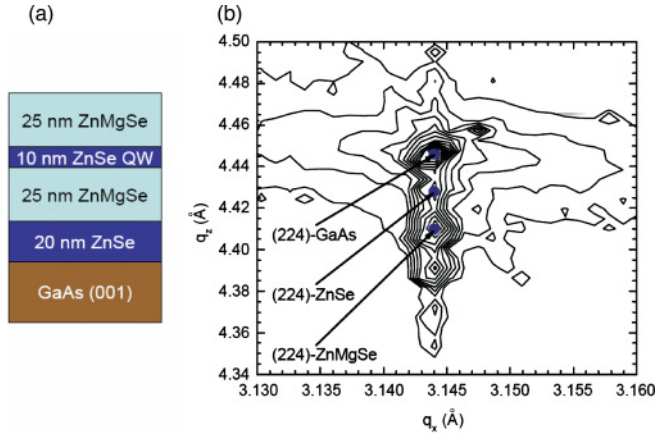 (a)
25 nm ZnMgSe
10 nm ZnSe QW
25 nm ZnMgSe
20 nm ZnSe
GaAs (001)
(b)
4.50
4.48
4.46
4.44
4.42
4.40
4.38
4.36
4.34
q_z (Å)
(224)-GaAs
(224)-ZnSe
(224)-ZnMgSe
3.130 3.135 3.140 3.145 3.150 3.155 3.160
q_x (Å)